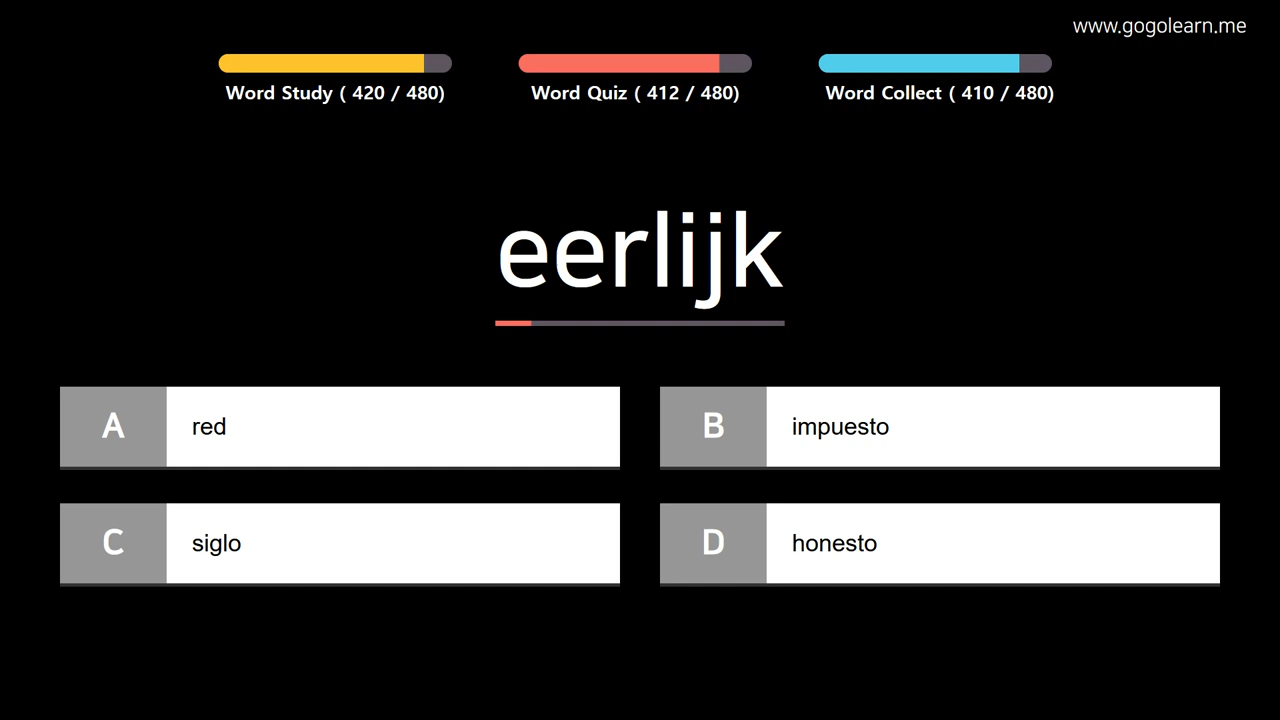 www.gogolearn.me
Word Study ( 420 / 480)
Word Quiz ( 412 / 480)
Word Collect ( 410 / 480)
eerlijk
A red
B impuesto
C siglo
D honesto